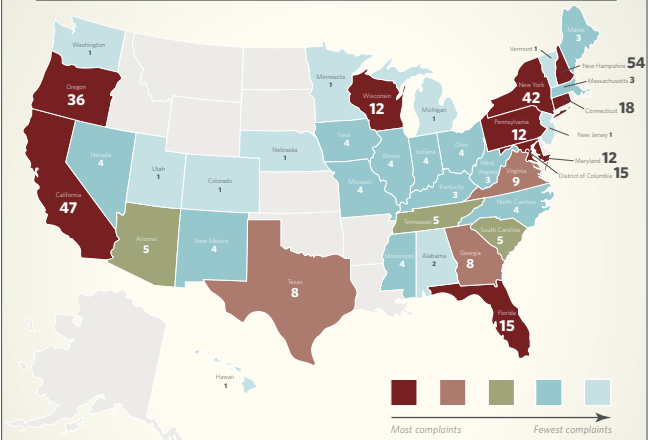 Washington
1
Oregon
36
California
47
Nevada
4
Utah
1
Arizona
5
Colorado
1
New Mexico
4
Nebraska
1
Texas
8
Minnesota
1
Iowa
4
Missouri
4
Wisconsin
12
Illinois
4
Michigan
1
Indiana
4
Ohio
4
Kentucky
3
West
Virginia
3
Virginia
9
Tennessee 5
North Carolina
4
South Carolina
5
Mississippi
4
Alabama
2
Georgia
8
Florida
15
Pennsylvania
12
New York
42
Vermont 1
Maine
3
New Hampshire 54
Massachusetts 3
Connecticut 18
New Jersey 1
Maryland 12
District of Columbia 15
Hawaii
1
Most complaints
Fewest complaints